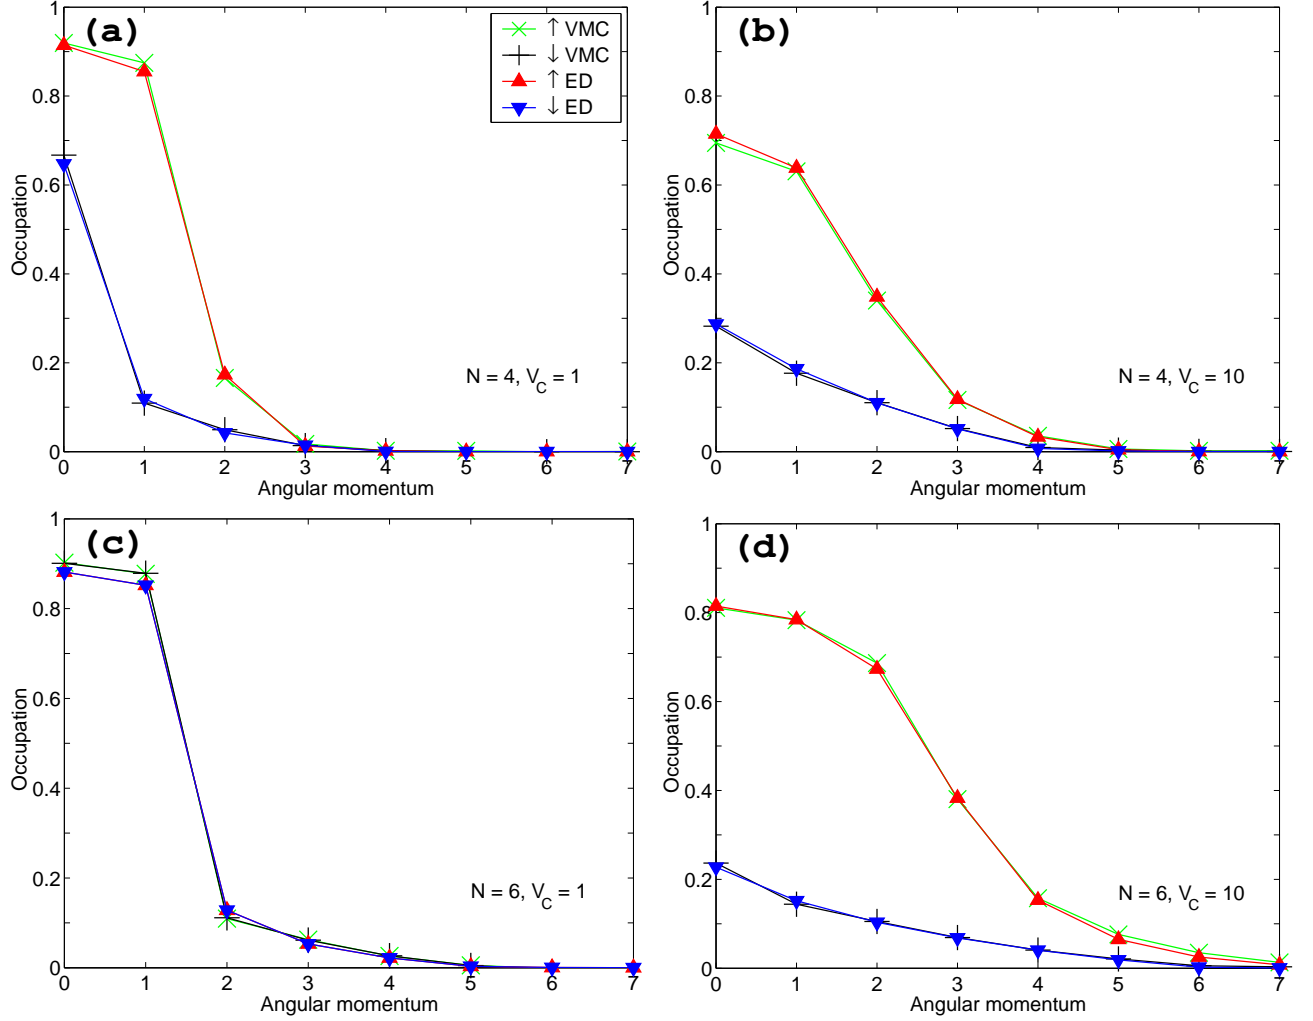 (a)
1
0.8
0.6
0.4
0.2
0
Occupation
↑ VMC
↓ VMC
↑ ED
↓ ED
N = 4, V_C = 1
0 1 2 3 4 5 6 7
Angular momentum
(b)
1
0.8
0.6
0.4
0.2
0
Occupation
N = 4, V_C = 10
0 1 2 3 4 5 6 7
Angular momentum
(c)
1
0.8
0.6
0.4
0.2
0
Occupation
N = 6, V_C = 1
0 1 2 3 4 5 6 7
Angular momentum
(d)
1
0.8
0.6
0.4
0.2
0
Occupation
N = 6, V_C = 10
0 1 2 3 4 5 6 7
Angular momentum